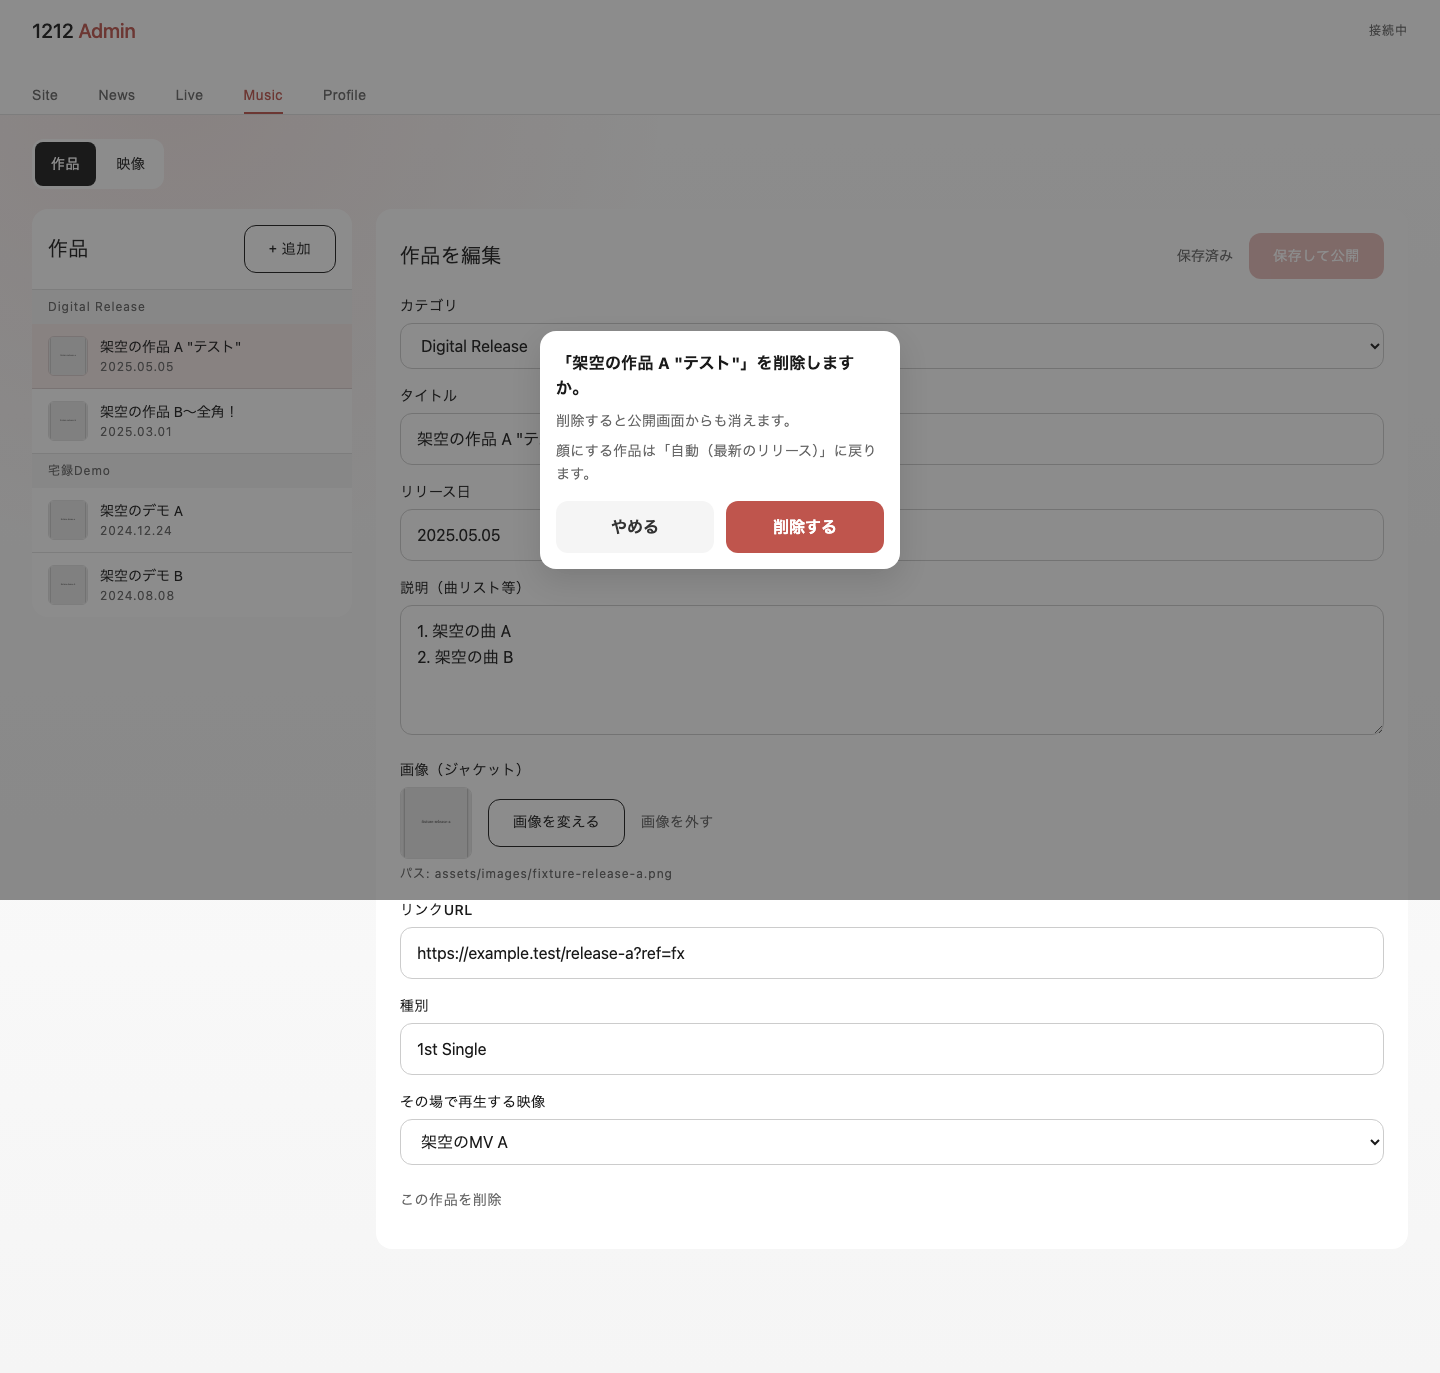 1212 Admin
接続中
Site
News
Live
Music
Profile
作品
映像
作品
+ 追加
Digital Release
架空の作品 A "テスト"
2025.05.05
架空の作品 B〜全角！
2025.03.01
宅録Demo
架空のデモ A
2024.12.24
架空のデモ B
2024.08.08
作品を編集
保存済み
保存して公開
カテゴリ
Digital Release
タイトル
架空の作品 A "テ
リリース日
2025.05.05
説明（曲リスト等）
1. 架空の曲 A
2. 架空の曲 B
画像（ジャケット）
画像を変える
画像を外す
パス: assets/images/fixture-release-a.png
リンクURL
https://example.test/release-a?ref=fx
種別
1st Single
その場で再生する映像
架空のMV A
この作品を削除
「架空の作品 A "テスト"」を削除します
か。
削除すると公開画面からも消えます。
顔にする作品は「自動（最新のリリース）」に戻り
ます。
やめる
削除する